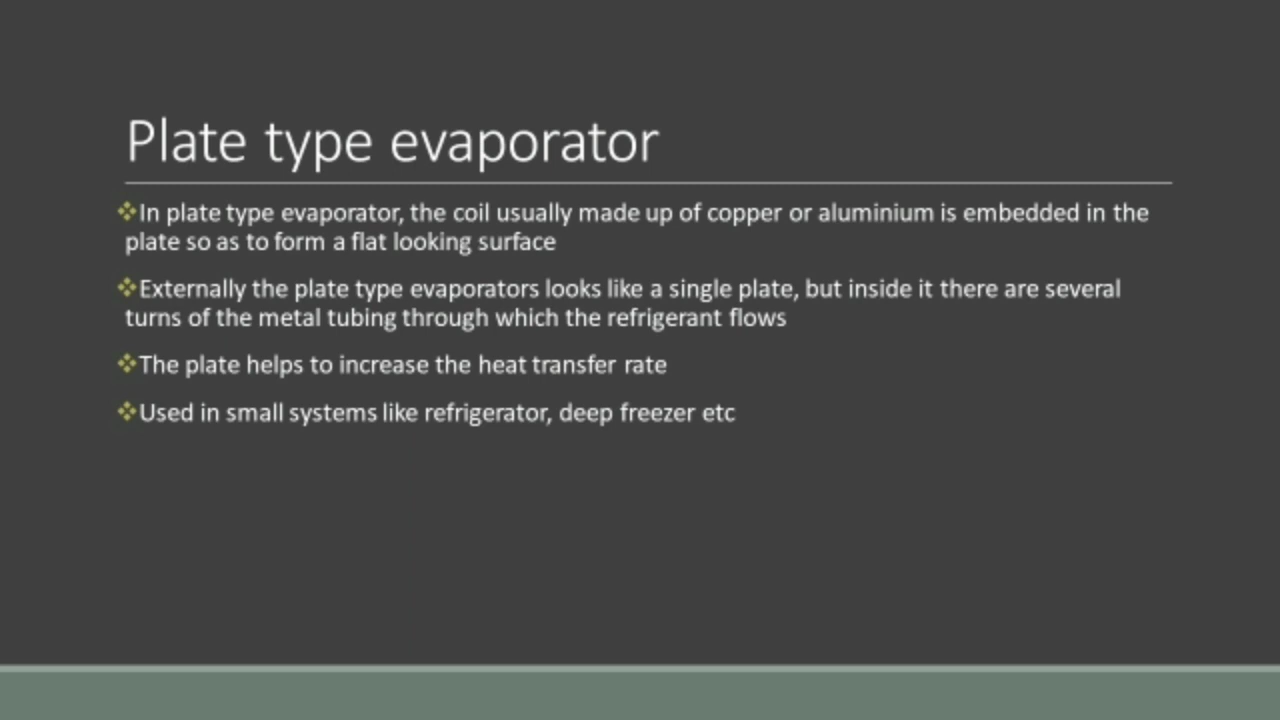 Plate type evaporator
❖In plate type evaporator, the coil usually made up of copper or aluminium is embedded in the
plate so as to form a flat looking surface
❖Externally the plate type evaporators looks like a single plate, but inside it there are several
turns of the metal tubing through which the refrigerant flows
❖The plate helps to increase the heat transfer rate
❖Used in small systems like refrigerator, deep freezer etc